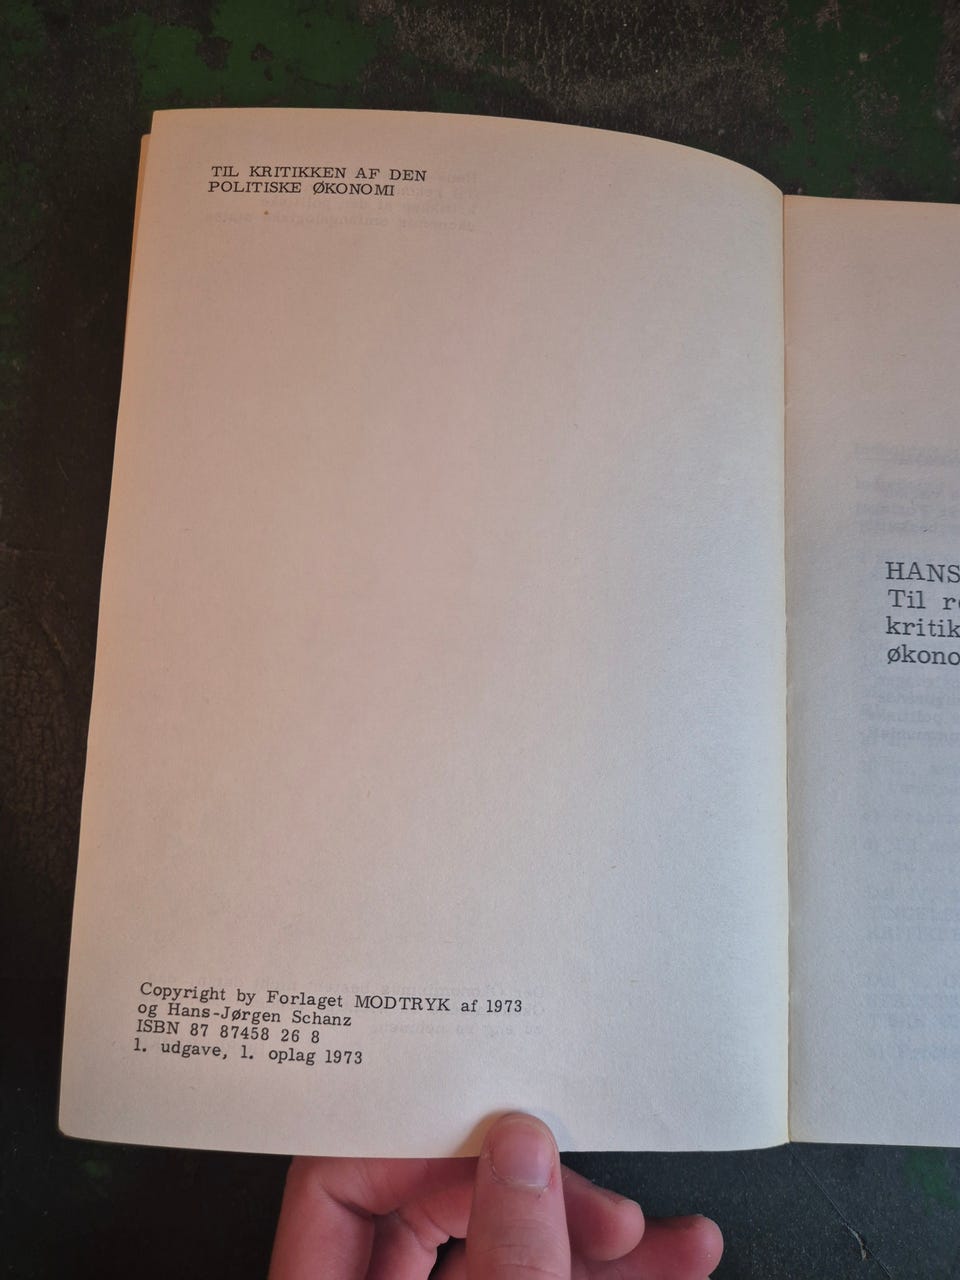 TIL KRITIKKEN AF DEN
POLITISKE ØKONOMI
Copyright by Forlaget MODTRYK af 1973
og Hans-Jørgen Schanz
ISBN 87 87458 26 8
1. udgave, 1. oplag 1973
HANS
Til
kritik
økono